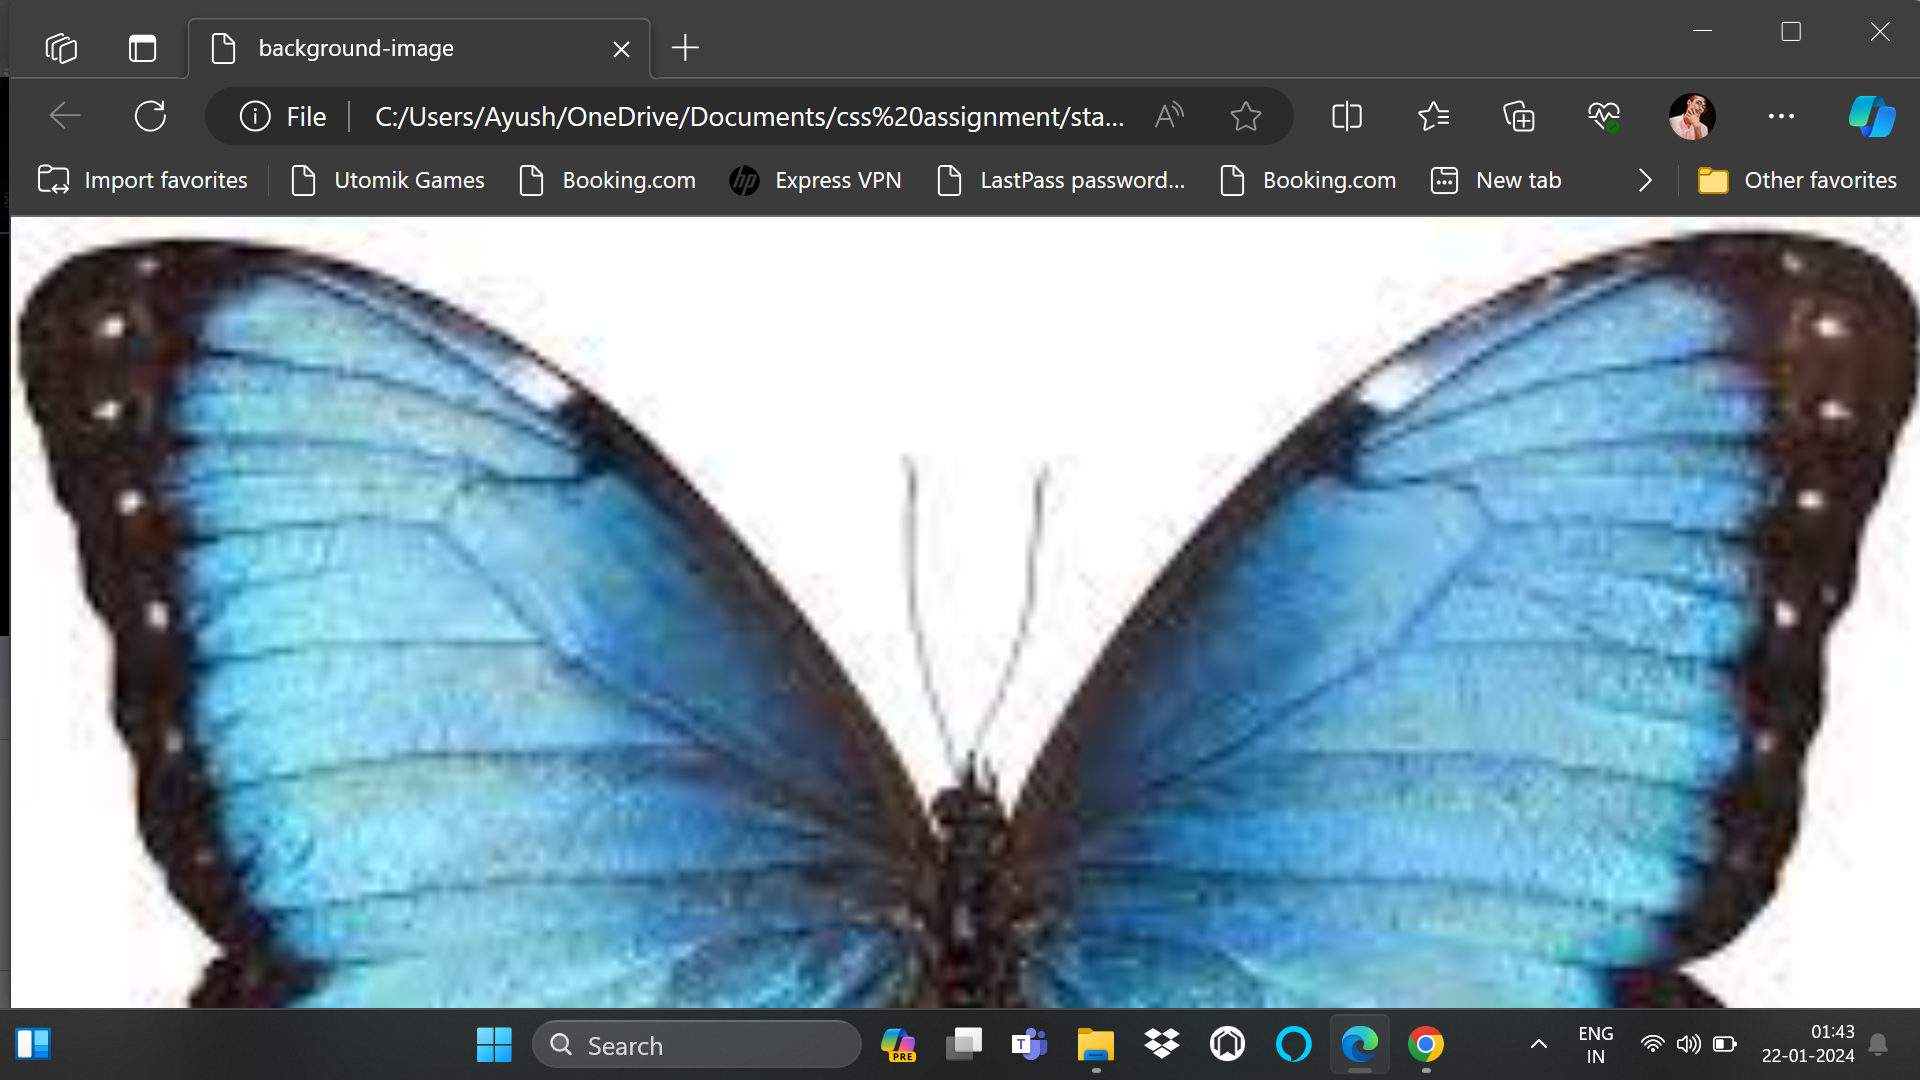 background-image
File C:/Users/Ayush/OneDrive/Documents/css%20assignment/sta...
Import favorites Utomik Games Booking.com hp Express VPN LastPass password... Booking.com New tab Other favorites
Search PRE T ENG IN 01:43
22-01-2024